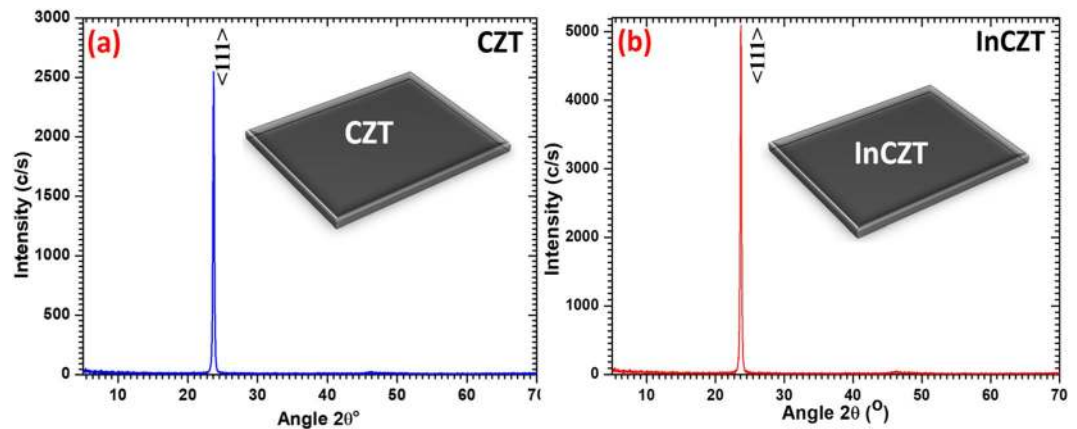 (a)
CZT
<111>
CZT
3000
2500
2000
1500
1000
500
0
Intensity (c/s)
10 20 30 40 50 60 70
Angle 2θ°
(b)
InCZT
<111>
InCZT
5000
4000
3000
2000
1000
0
Intensity (c/s)
10 20 30 40 50 60 70
Angle 2θ (O)